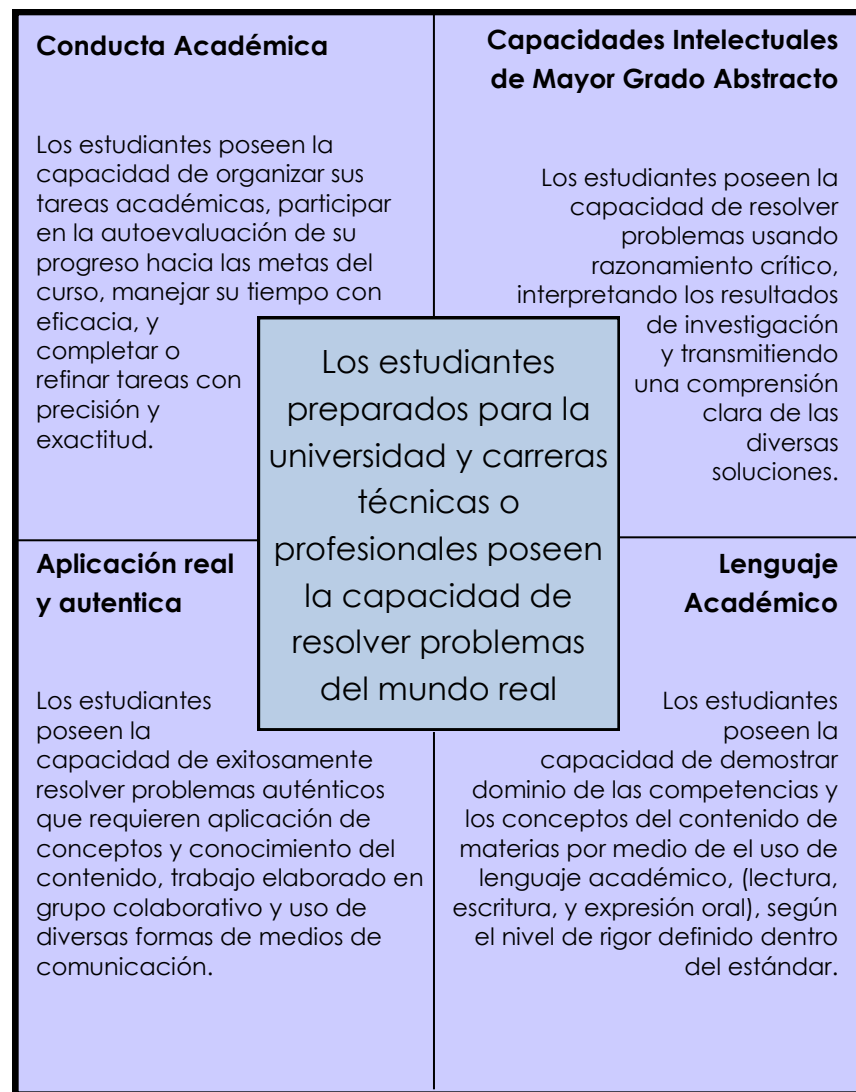 Conducta Académica
Los estudiantes poseen la
capacidad de organizar sus
tareas académicas, participar
en la autoevaluación de su
progreso hacia las metas del
curso, manejar su tiempo con
eficacia, y
completar o
refinar tareas con
precisión y
exactitud.
Capacidades Intelectuales
de Mayor Grado Abstracto
Los estudiantes poseen la
capacidad de resolver
problemas usando
razonamiento crítico,
interpretando los resultados
de investigación
y transmitiendo
una comprensión
clara de las
diversas
soluciones.
Los estudiantes
preparados para la
universidad y carreras
técnicas o
profesionales poseen
la capacidad de
resolver problemas
del mundo real
Aplicación real
y autentica
Los estudiantes
poseen la
capacidad de exitosamente
resolver problemas auténticos
que requieren aplicación de
conceptos y conocimiento del
contenido, trabajo elaborado en
grupo colaborativo y uso de
diversas formas de medios de
comunicación.
Lenguaje
Académico
Los estudiantes
poseen la
capacidad de demostrar
dominio de las competencias y
los conceptos del contenido de
materias por medio de el uso de
lenguaje académico, (lectura,
escritura, y expresión oral), según
el nivel de rigor definido dentro
del estándar.